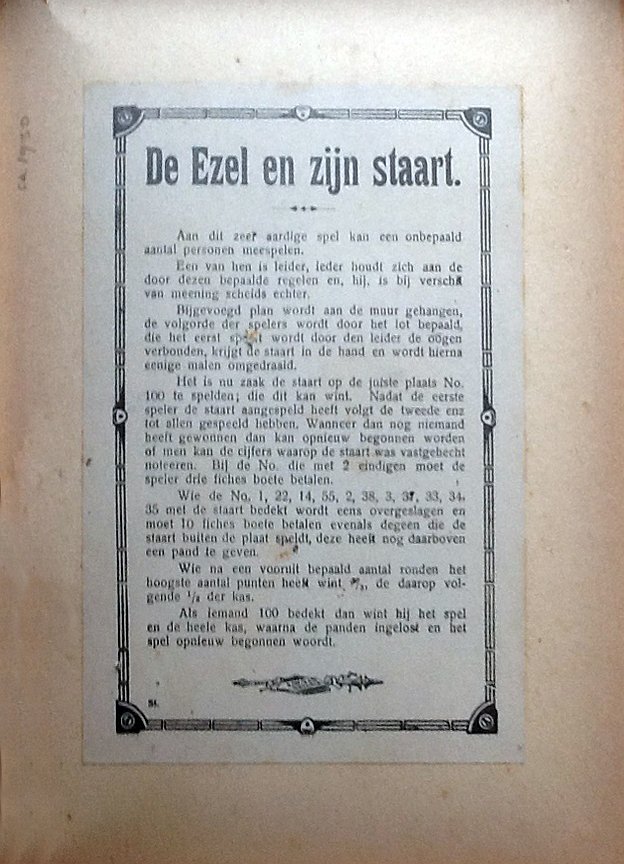 ca 1930
De Ezel en zijn staart.
Aan dit zeer aardige spel kan een onbepaald
aantal personen meespelen.
Een van hen is leider, ieder houdt zich aan de
door dezen bepaalde regelen en, hij, is bij verschil
van meening scheids echter.
Bijgevoegd plan wordt aan de muur gehangen,
de volgorde der spelers wordt door het lot bepaald,
die het eerst speelt wordt door den leider de oogen
verbonden, krijgt de staart in de hand en wordt hierna
eenige malen omgedraaid.
Het is nu zaak de staart op de juiste plaats No.
100 te spelden; die dit kan wint. Nadat de eerste
speler de staart aangespeld heeft volgt de tweede enz
tot allen gespeeld hebben. Wanneer dan nog niemand
heeft gewonnen dan kan opnieuw begonnen worden
of men kan de cijfers waarop de staart was vastgehecht
noteeren. Bij de No. die met 2 eindigen moet de
speler drie fiches boete betalen.
Wie de No. 1, 22, 14, 55, 2, 38, 3, 37, 33, 34,
35 met de staart bedekt wordt eens overgeslagen en
moet 10 fiches boete betalen evenals degeen die de
staart buiten de plaat speldt, deze heeft nog daarboven
een pand te geven.
Wie na een vooruit bepaald aantal ronden het
hoogste aantal punten heeft wint ²/₃, de daarop vol-
gende ¹/₃ der kas.
Als iemand 100 bedekt dan wint hij het spel
en de heele kas, waarna de panden ingelost en het
spel opnieuw begonnen woordt.